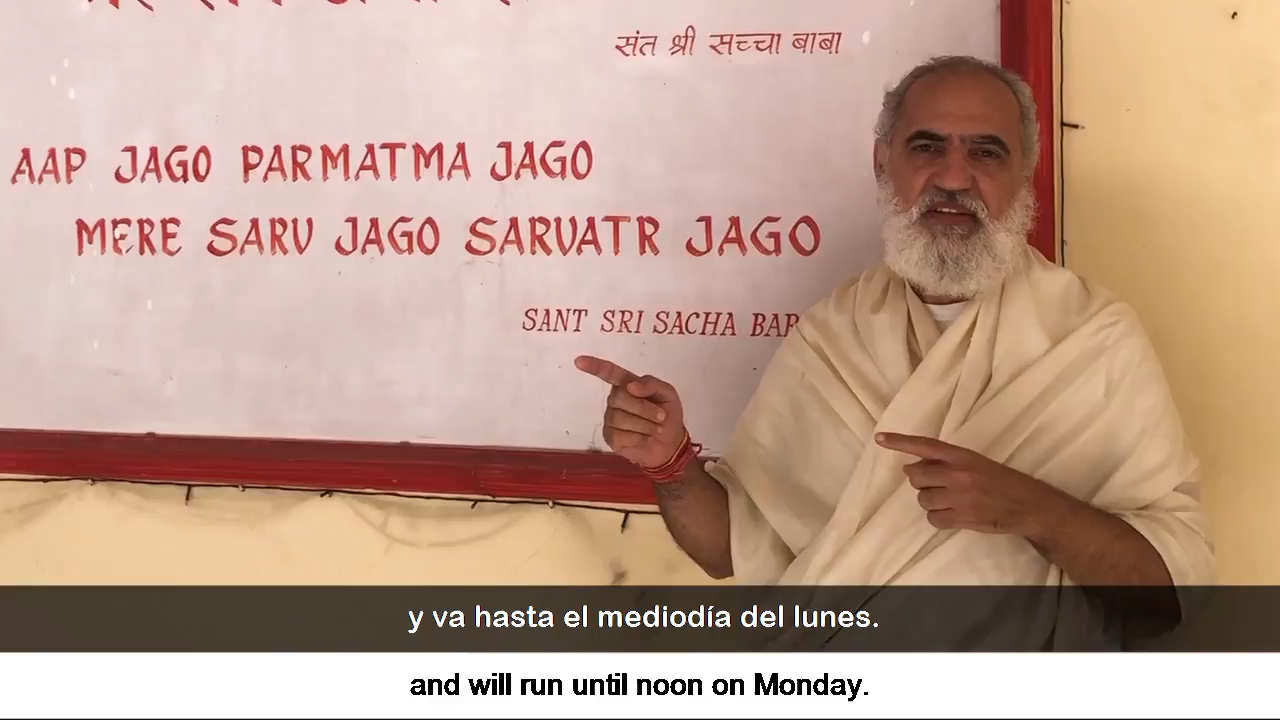 संत श्री सच्चा बाबा
AAP JAGO PARMATMA JAGO
MERE SARV JAGO SARVATR JAGO
SANT SRI SACHA
y va hasta el mediodía del lunes.
and will run until noon on Monday.